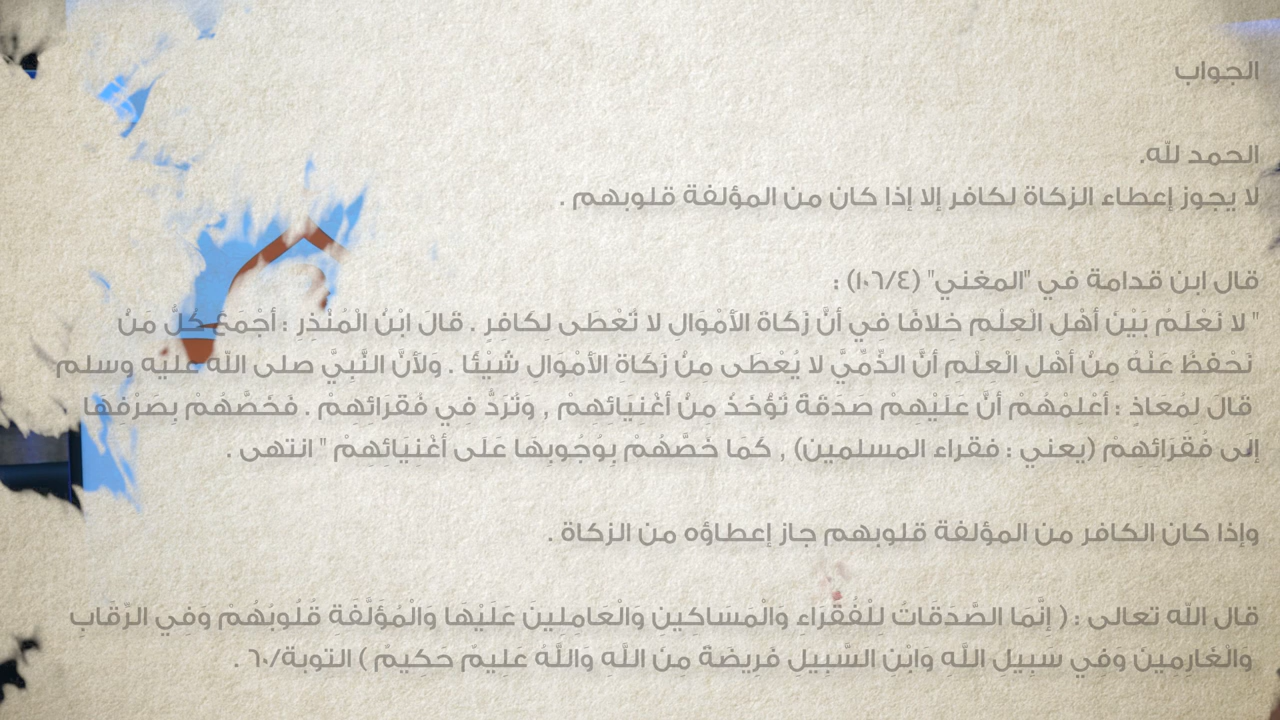 الجواب
الحمد لله.
لا يجوز إعطاء الزكاة لكافر إلا إذا كان من المؤلفة قلوبهم .
قال ابن قدامة في "المغني" (١٠٦/٤) :
" لا نَعْلَمُ بَيْنَ أَهْلِ الْعِلْمِ خِلافًا فِي أَنَّ زَكَاةَ الأَمْوَالِ لا تُعْطَى لِكَافِرٍ . قَالَ ابْنُ الْمُنْذِرِ : أَجْمَعَ كُلُّ مَنْ
نَحْفَظُ عَنْهُ مِنْ أَهْلِ الْعِلْمِ أَنَّ الذِّمِّيَّ لا يُعْطَى مِنْ زكاةِ الأَمْوَالِ شَيْئًا . ولأَنَّ النَّبِيَّ صلى الله عليه وسلم
قَالَ لِمُعَاذٍ : أَعْلِمْهُمْ أَنَّ عَلَيْهِمْ صَدَقَةً تُؤْخَذُ مِنْ أَغْنِيَائِهِمْ , وَتُرَدُّ فِي فُقَرَائِهِمْ . فَخَصَّهُمْ بِصَرْفِهَا
إلَى فُقَرَائِهِمْ (يعني : فقراء المسلمين) , كَمَا خَصَّهُمْ بِوُجُوبِهَا عَلَى أَغْنِيَائِهِمْ " انتهى .
وإذا كان الكافر من المؤلفة قلوبهم جاز إعطاؤه من الزكاة .
قال الله تعالى : ( إِنَّمَا الصَّدَقَاتُ لِلْفُقَرَاءِ وَالْمَسَاكِينِ وَالْعَامِلِينَ عَلَيْهَا وَالْمُؤَلَّفَةِ قُلُوبُهُمْ وَفِي الرِّقَابِ
وَالْغَارِمِينَ وَفِي سَبِيلِ اللَّهِ وَابْنِ السَّبِيلِ فَرِيضَةً مِنَ اللَّهِ وَاللَّهُ عَلِيمٌ حَكِيمٌ ) التوبة/٦٠ .